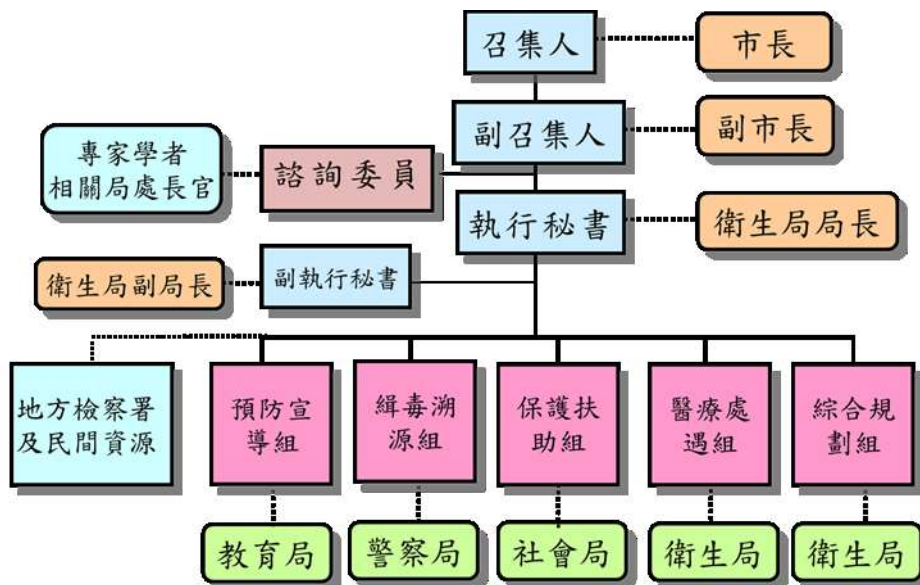 召集人
市長
副召集人
副市長
專家學者
相關局處長官
諮詢委員
執行秘書
衛生局局長
衛生局副局長
副執行秘書
地方檢察署
及民間資源
預防宣
導組
緝毒溯
源組
保護扶
助組
醫療處
遇組
綜合規
劃組
教育局
警察局
社會局
衛生局
衛生局